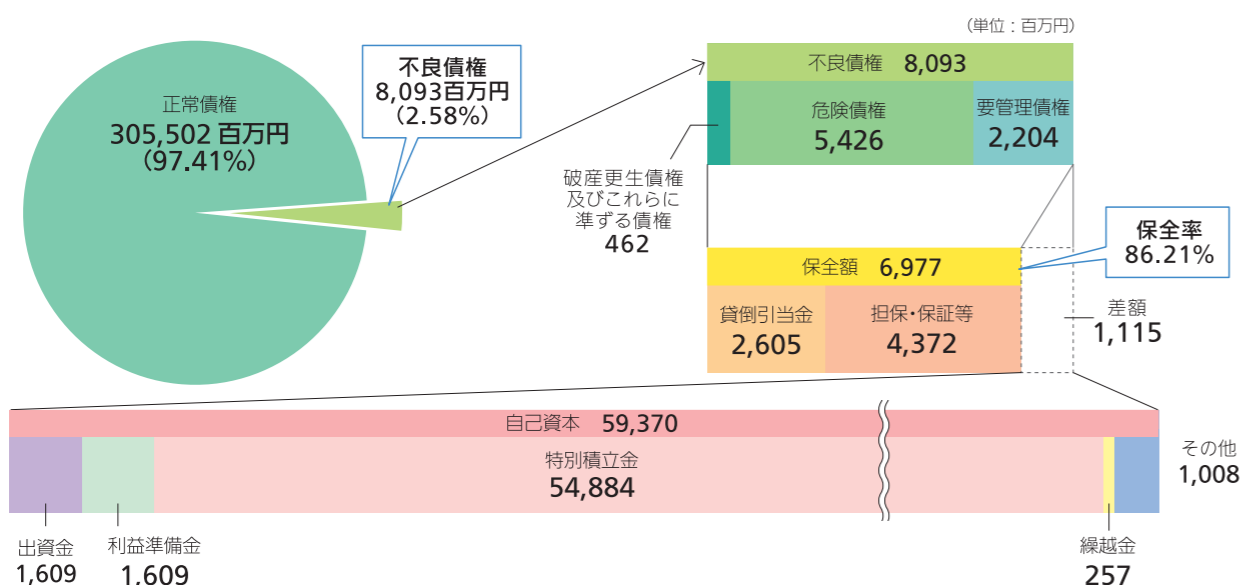 (単位：百万円)
正常債権
305,502 百万円
(97.41%)
不良債権
8,093百万円
(2.58%)
不良債権 8,093
危険債権
5,426
要管理債権
2,204
破産更生債権
及びこれらに
準ずる債権
462
保全額 6,977
保全率
86.21%
貸倒引当金
2,605
担保・保証等
4,372
差額
1,115
自己資本 59,370
特別積立金
54,884
その他
1,008
出資金
1,609
利益準備金
1,609
繰越金
257